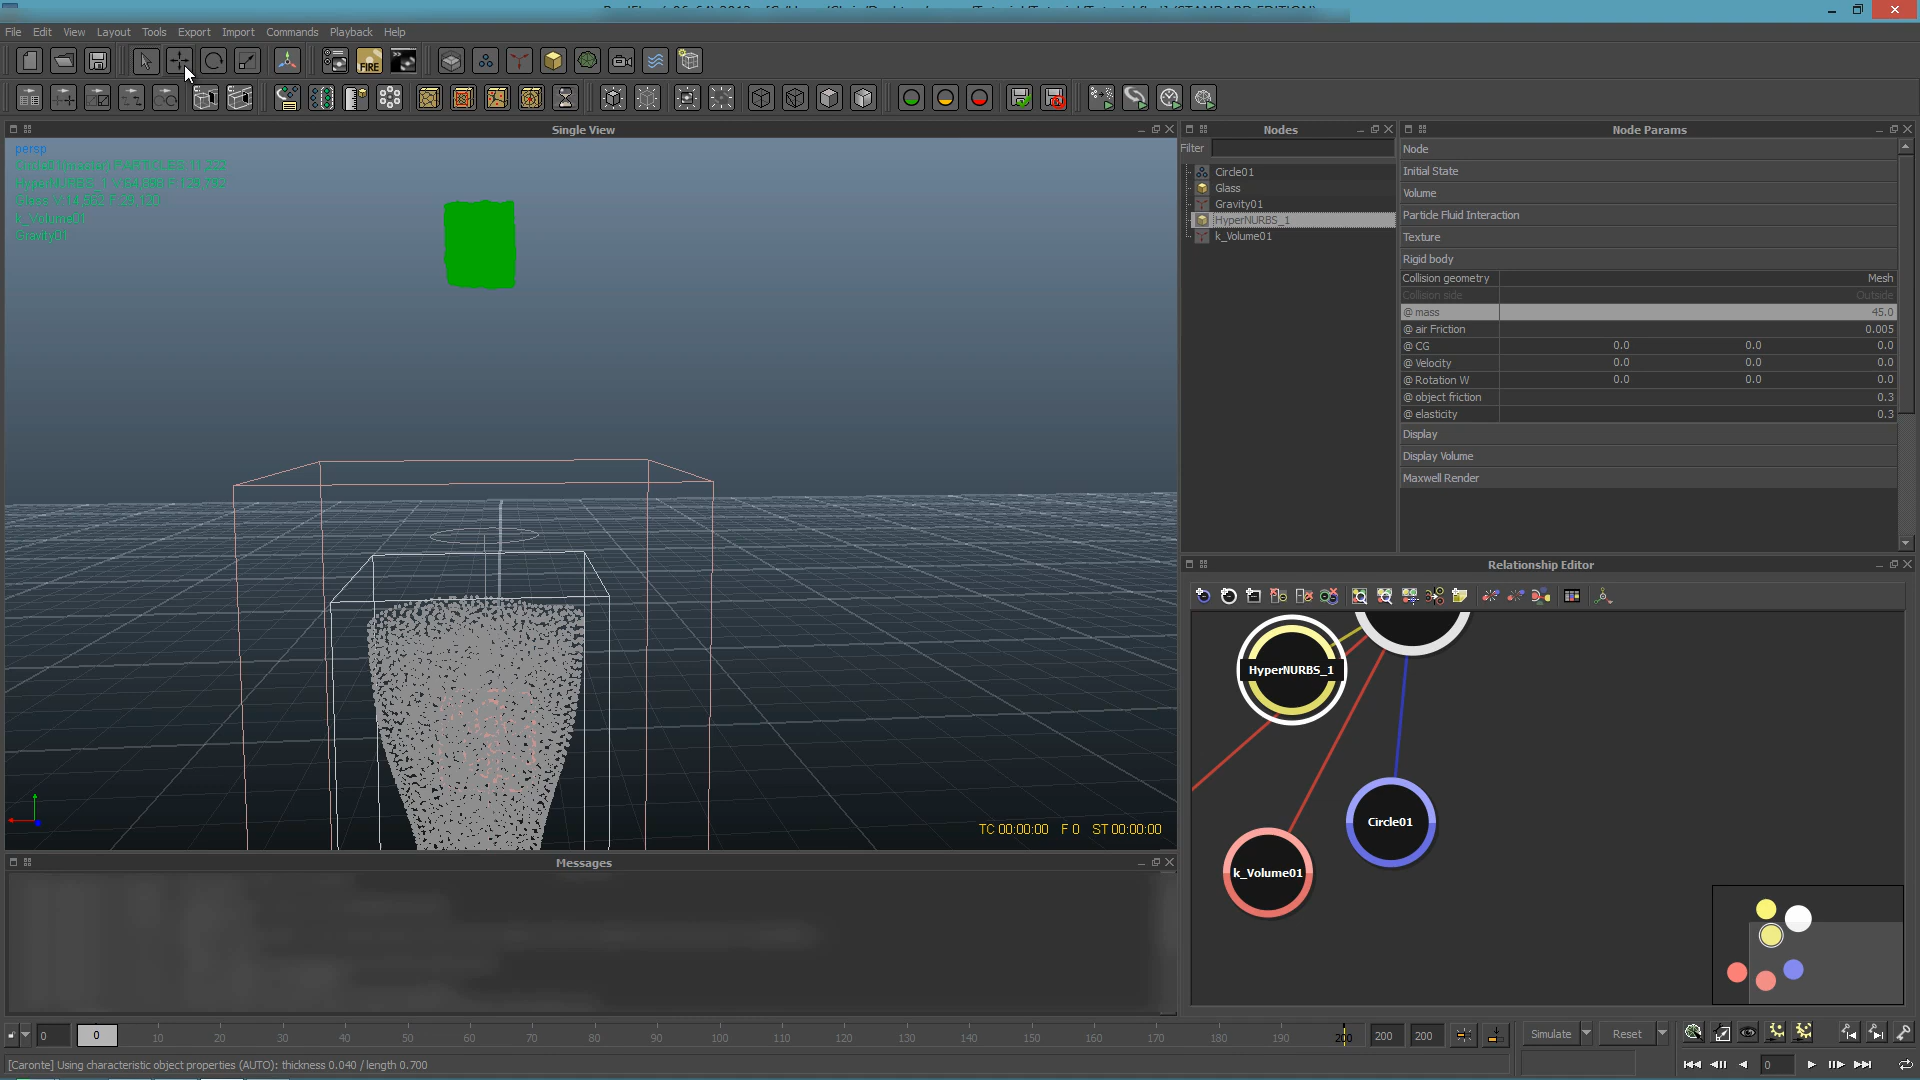 File Edit View Layout Tools Export Import Commands Playback Help
FIRE
Single View
persp
k_Volume01
Gravity01
TC 00:00:00 F 0 ST 00:00:00
Nodes
Filter
Circle01
Glass
Gravity01
HyperNURBS_1
k_Volume01
Node Params
Node
Initial State
Volume
Particle Fluid Interaction
Texture
Rigid body
Collision geometry Mesh
Collision side Outside
@ mass 45.0
@ air Friction 0.005
@ CG 0.0 0.0 0.0
@ Velocity 0.0 0.0 0.0
@ Rotation W 0.0 0.0 0.0
@ object friction 0.3
@ elasticity 0.3
Display
Display Volume
Maxwell Render
Relationship Editor
HyperNURBS_1
Circle01
k_Volume01
Messages
0 0 10 20 30 40 50 60 70 80 90 100 110 120 130 140 150 160 170 180 190 200 200 200
Simulate Reset
[Caronte] Using characteristic object properties (AUTO): thickness 0.040 / length 0.700
0